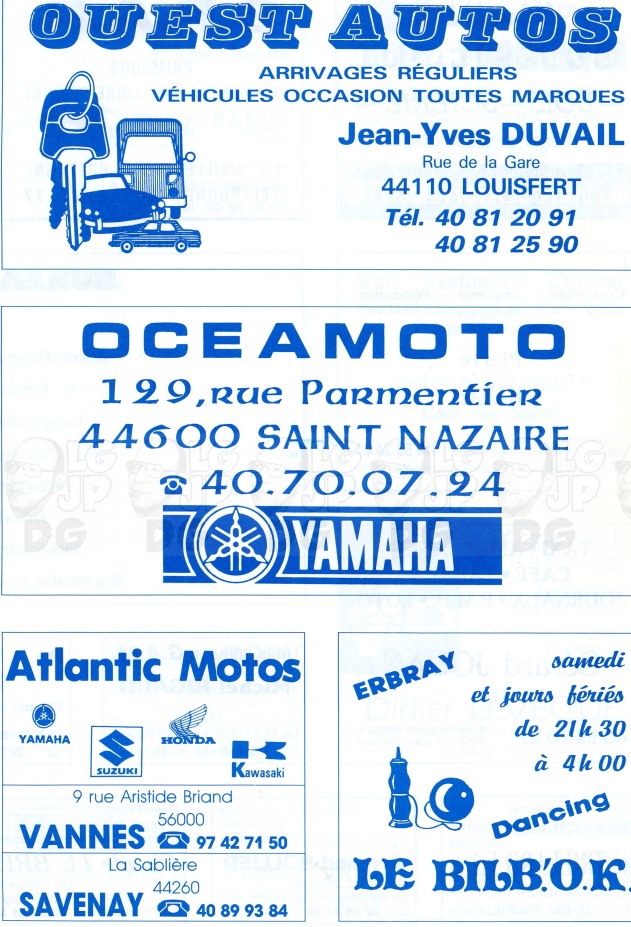 OUEST AUTOS
ARRIVAGES RÉGULIERS
VÉHICULES OCCASION TOUTES MARQUES
Jean-Yves DUVAIL
Rue de la Gare
44110 LOUISFERT
Tél. 40 81 20 91
40 81 25 90
OCEAMOTO
129, rue Parmentier
44600 SAINT NAZAIRE
☎ 40.70.07.24
YAMAHA
Atlantic Motos
YAMAHA
SUZUKI
HONDA
Kawasaki
9 rue Aristide Briand
56000
VANNES ☎ 97 42 71 50
La Sablière
44260
SAVENAY ☎ 40 89 93 84
ERBRAY
samedi
et jours fériés
de 21h30
à 4h00
Dancing
LE BILB.O.K.
LG JP DG